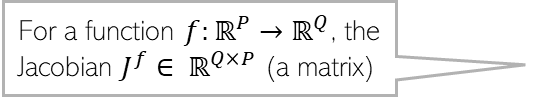 For a function 𝑓: ℝ^𝑃 → ℝ^𝑄, the
Jacobian 𝐽^𝑓 ∈ ℝ^{𝑄×𝑃} (a matrix)